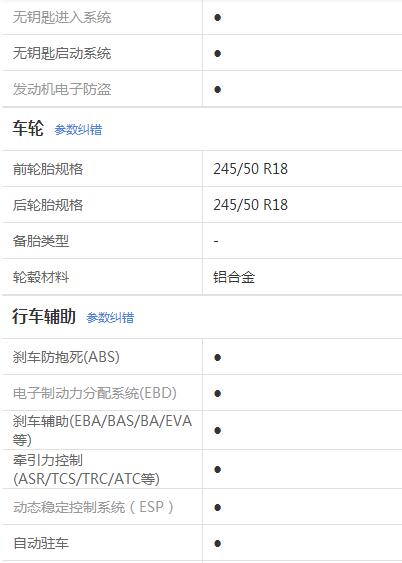 无钥匙进入系统 ●
无钥匙启动系统 ●
发动机电子防盗 ●
车轮 参数纠错
前轮胎规格 245/50 R18
后轮胎规格 245/50 R18
备胎类型 -
轮毂材料 铝合金
行车辅助 参数纠错
刹车防抱死(ABS) ●
电子制动力分配系统(EBD) ●
刹车辅助(EBA/BAS/BA/EVA
等) ●
牵引力控制
(ASR/TCS/TRC/ATC等) ●
动态稳定控制系统（ESP） ●
自动驻车 ●